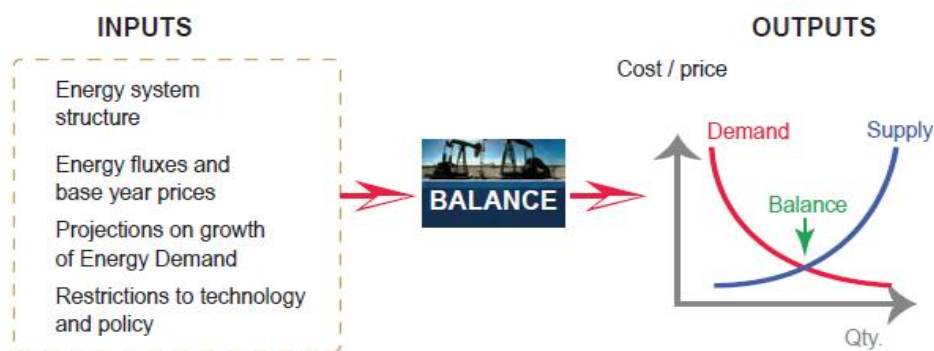 INPUTS
Energy system
structure
Energy fluxes and
base year prices
Projections on growth
of Energy Demand
Restrictions to technology
and policy
BALANCE
OUTPUTS
Cost / price
Demand
Supply
Balance
Qty.